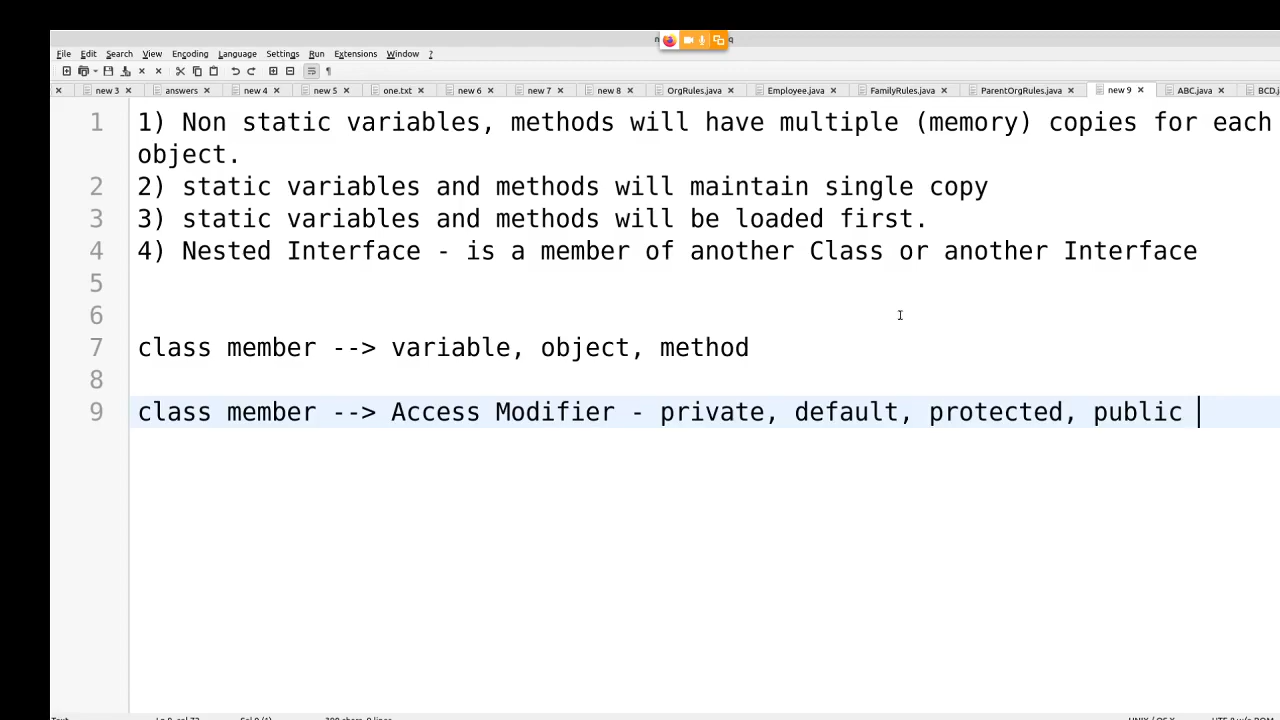 File Edit Search View Encoding Language Settings Run Extensions Window ?
new 3 answers new 4 new 5 one.txt new 6 new 7 new 8 OrgRules.java Employee.java FamilyRules.java ParentOrgRules.java new 9 ABC.java BCD.j
1 1) Non static variables, methods will have multiple (memory) copies for each
object.
2 2) static variables and methods will maintain single copy
3 3) static variables and methods will be loaded first.
4 4) Nested Interface - is a member of another Class or another Interface
5
6
7 class member --> variable, object, method
8
9 class member --> Access Modifier - private, default, protected, public